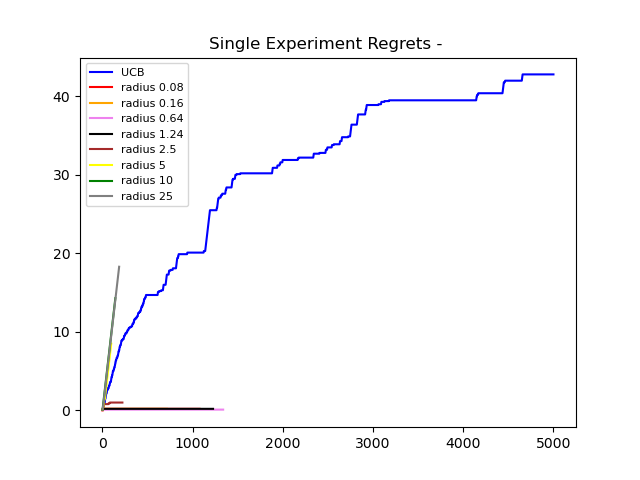 Single Experiment Regrets -
UCB
radius 0.08
radius 0.16
radius 0.64
radius 1.24
radius 2.5
radius 5
radius 10
radius 25
40
30
20
10
0
0 1000 2000 3000 4000 5000